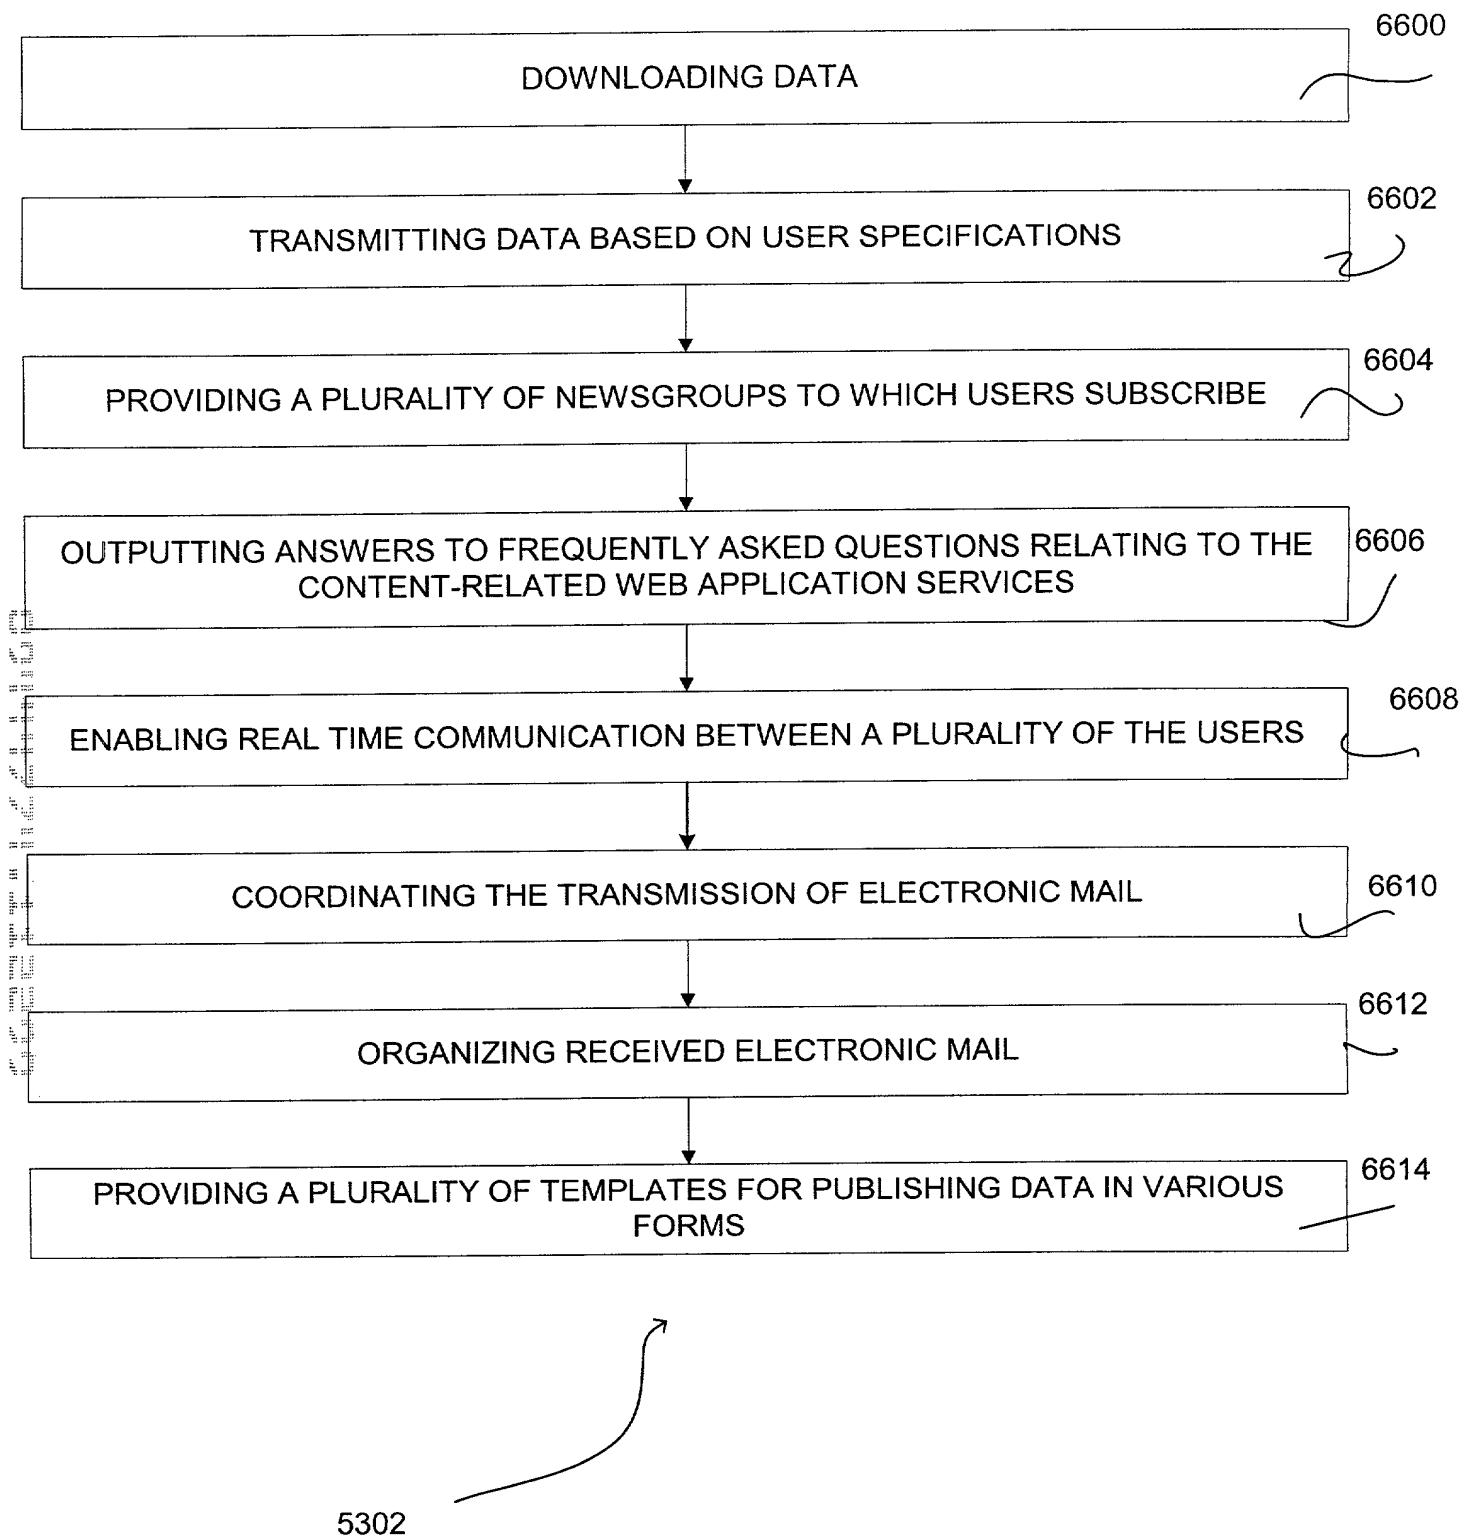 6600
DOWNLOADING DATA
6602
TRANSMITTING DATA BASED ON USER SPECIFICATIONS
6604
PROVIDING A PLURALITY OF NEWSGROUPS TO WHICH USERS SUBSCRIBE
6606
OUTPUTTING ANSWERS TO FREQUENTLY ASKED QUESTIONS RELATING TO THE
CONTENT-RELATED WEB APPLICATION SERVICES
6608
ENABLING REAL TIME COMMUNICATION BETWEEN A PLURALITY OF THE USERS
6610
COORDINATING THE TRANSMISSION OF ELECTRONIC MAIL
6612
ORGANIZING RECEIVED ELECTRONIC MAIL
6614
PROVIDING A PLURALITY OF TEMPLATES FOR PUBLISHING DATA IN VARIOUS
FORMS
5302